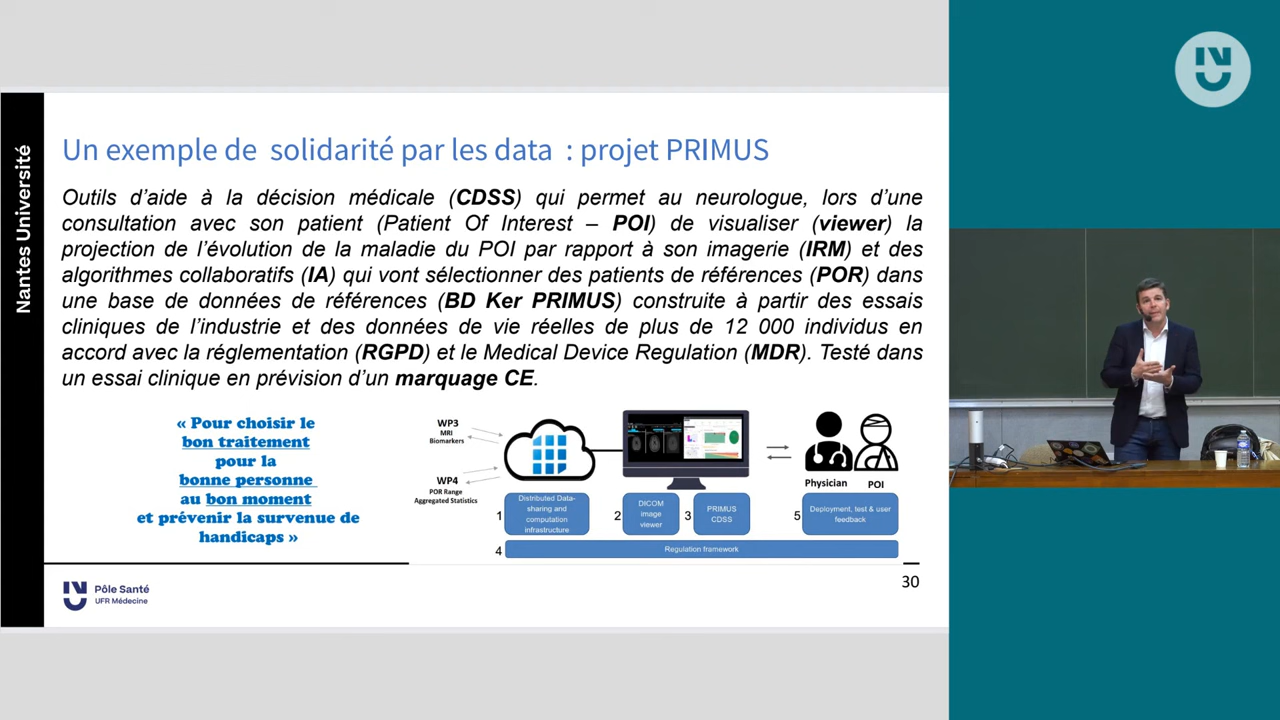 Nantes Université
Un exemple de solidarité par les data : projet PRIMUS
Outils d’aide à la décision médicale (CDSS) qui permet au neurologue, lors d’une
consultation avec son patient (Patient Of Interest – POI) de visualiser (viewer) la
projection de l’évolution de la maladie du POI par rapport à son imagerie (IRM) et des
algorithmes collaboratifs (IA) qui vont sélectionner des patients de références (POR) dans
une base de données de références (BD Ker PRIMUS) construite à partir des essais
cliniques de l’industrie et des données de vie réelles de plus de 12 000 individus en
accord avec la réglementation (RGPD) et le Medical Device Regulation (MDR). Testé dans
un essai clinique en prévision d’un marquage CE.
« Pour choisir le
bon traitement
pour la
bonne personne
au bon moment
et prévenir la survenue de
handicaps »
WP3
MRI
Biomarkers
WP4
POR Range
Aggregated Statistics
Physician
POI
1
Distributed Data-
sharing and
computation
infrastructure
2
DICOM
image
viewer
3
PRIMUS
CDSS
5
Deployment, test & user
feedback
4
Regulation framework
Pôle Santé
UFR Médecine
30